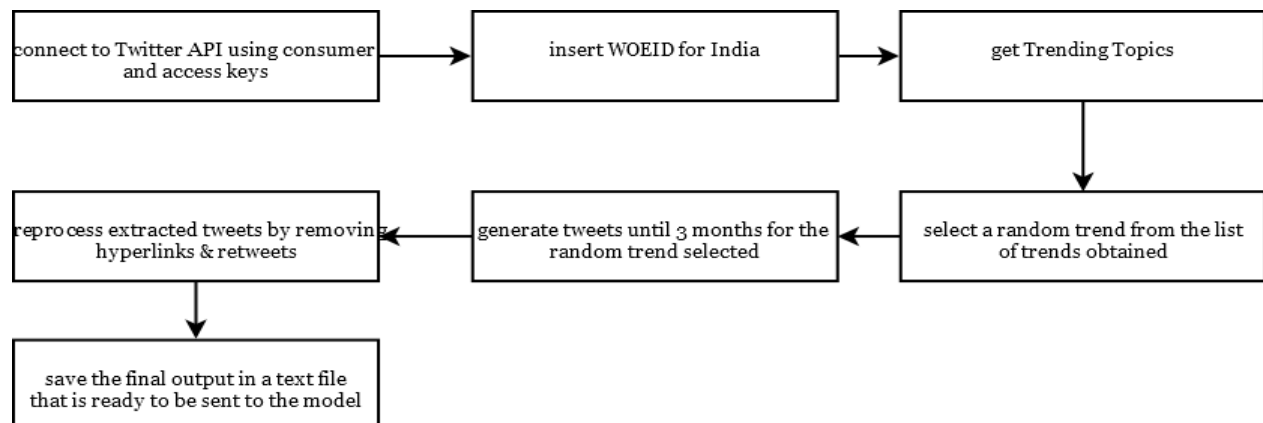 connect to Twitter API using consumer
and access keys
insert WOEID for India
get Trending Topics
select a random trend from the list
of trends obtained
generate tweets until 3 months for the
random trend selected
reprocess extracted tweets by removing
hyperlinks & retweets
save the final output in a text file
that is ready to be sent to the model